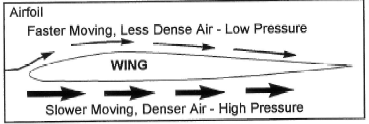 Airfoil
Faster Moving, Less Dense Air - Low Pressure
WING
Slower Moving, Denser Air - High Pressure